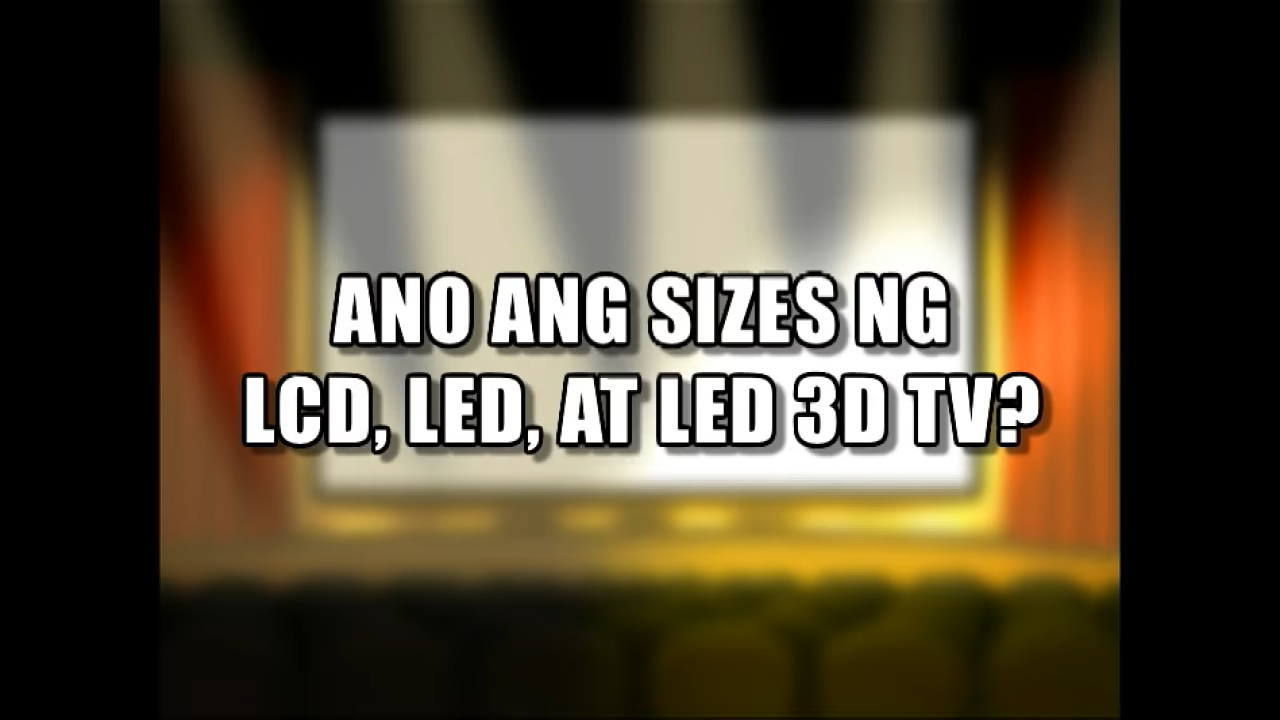 ANO ANG SIZES NG
LCD, LED, AT LED 3D TV?